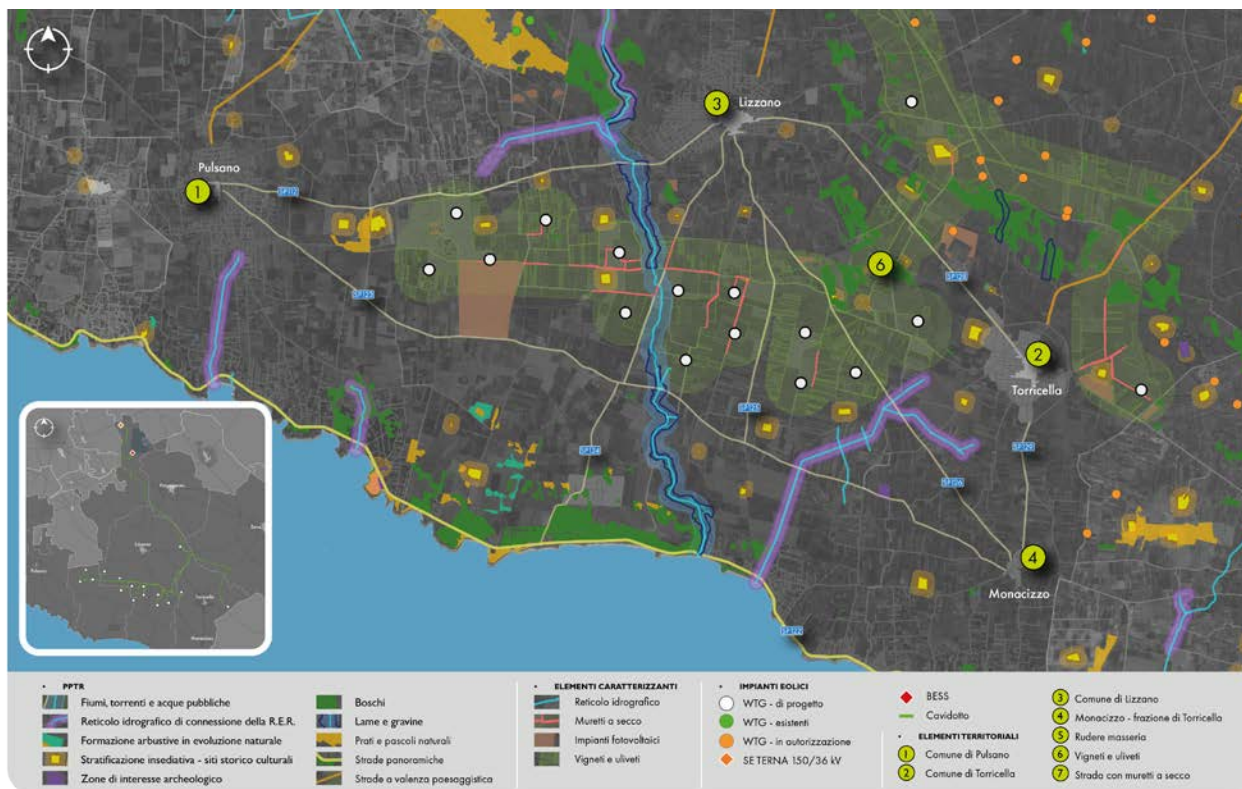 3
Lizzano
Pulsano
1
6
2
Torricella
4
Monacizzo
PPTR
Fiumi, torrenti e acque pubbliche
Reticolo idrografico di connessione della R.E.R.
Formazione arbustive in evoluzione naturale
Stratificazione insediativa - siti storico culturali
Zone di interesse archeologico
Boschi
Lame e gravine
Prati e pascoli naturali
Strade panoramiche
Strade a valenza paesaggistica
ELEMENTI CARATTERIZZANTI
Reticolo idrografico
Muretti a secco
Impianti fotovoltaici
Vigneti e uliveti
IMPIANTI EOLICI
WTG - di progetto
WTG - esistenti
WTG - in autorizzazione
SE TERNA 150/36 kV
BESS
Cavidotto
ELEMENTI TERRITORIALI
1 Comune di Pulsano
2 Comune di Torricella
3 Comune di Lizzano
4 Monacizzo - frazione di Torricella
5 Rudere masseria
6 Vigneti e uliveti
7 Strada con muretti a secco